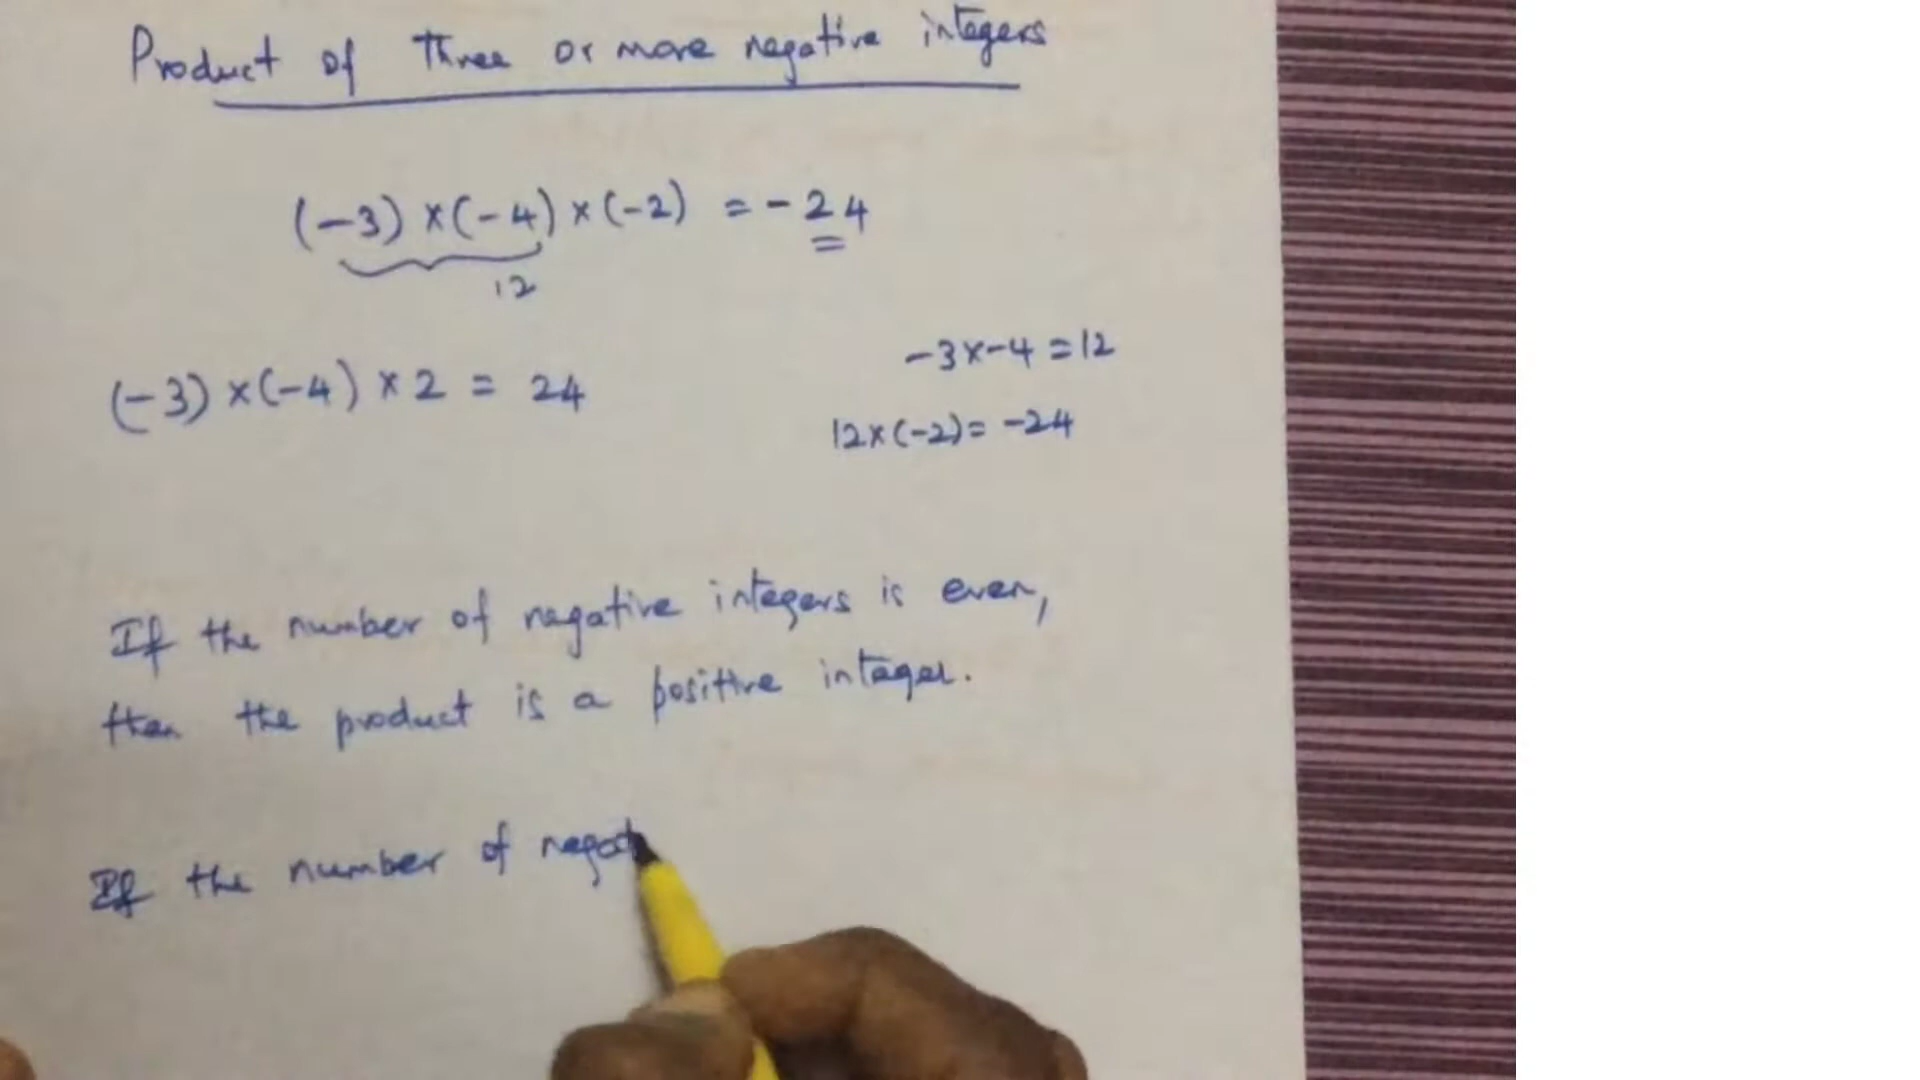 Product of Three or more negative integers
(-3) ×(-4) ×(-2) = -24
12
-3×-4 = 12
(-3) ×(-4) × 2 = 24
12×(-2)= -24
If the number of negative integers is even,
then the product is a positive integer.
If the number of negat